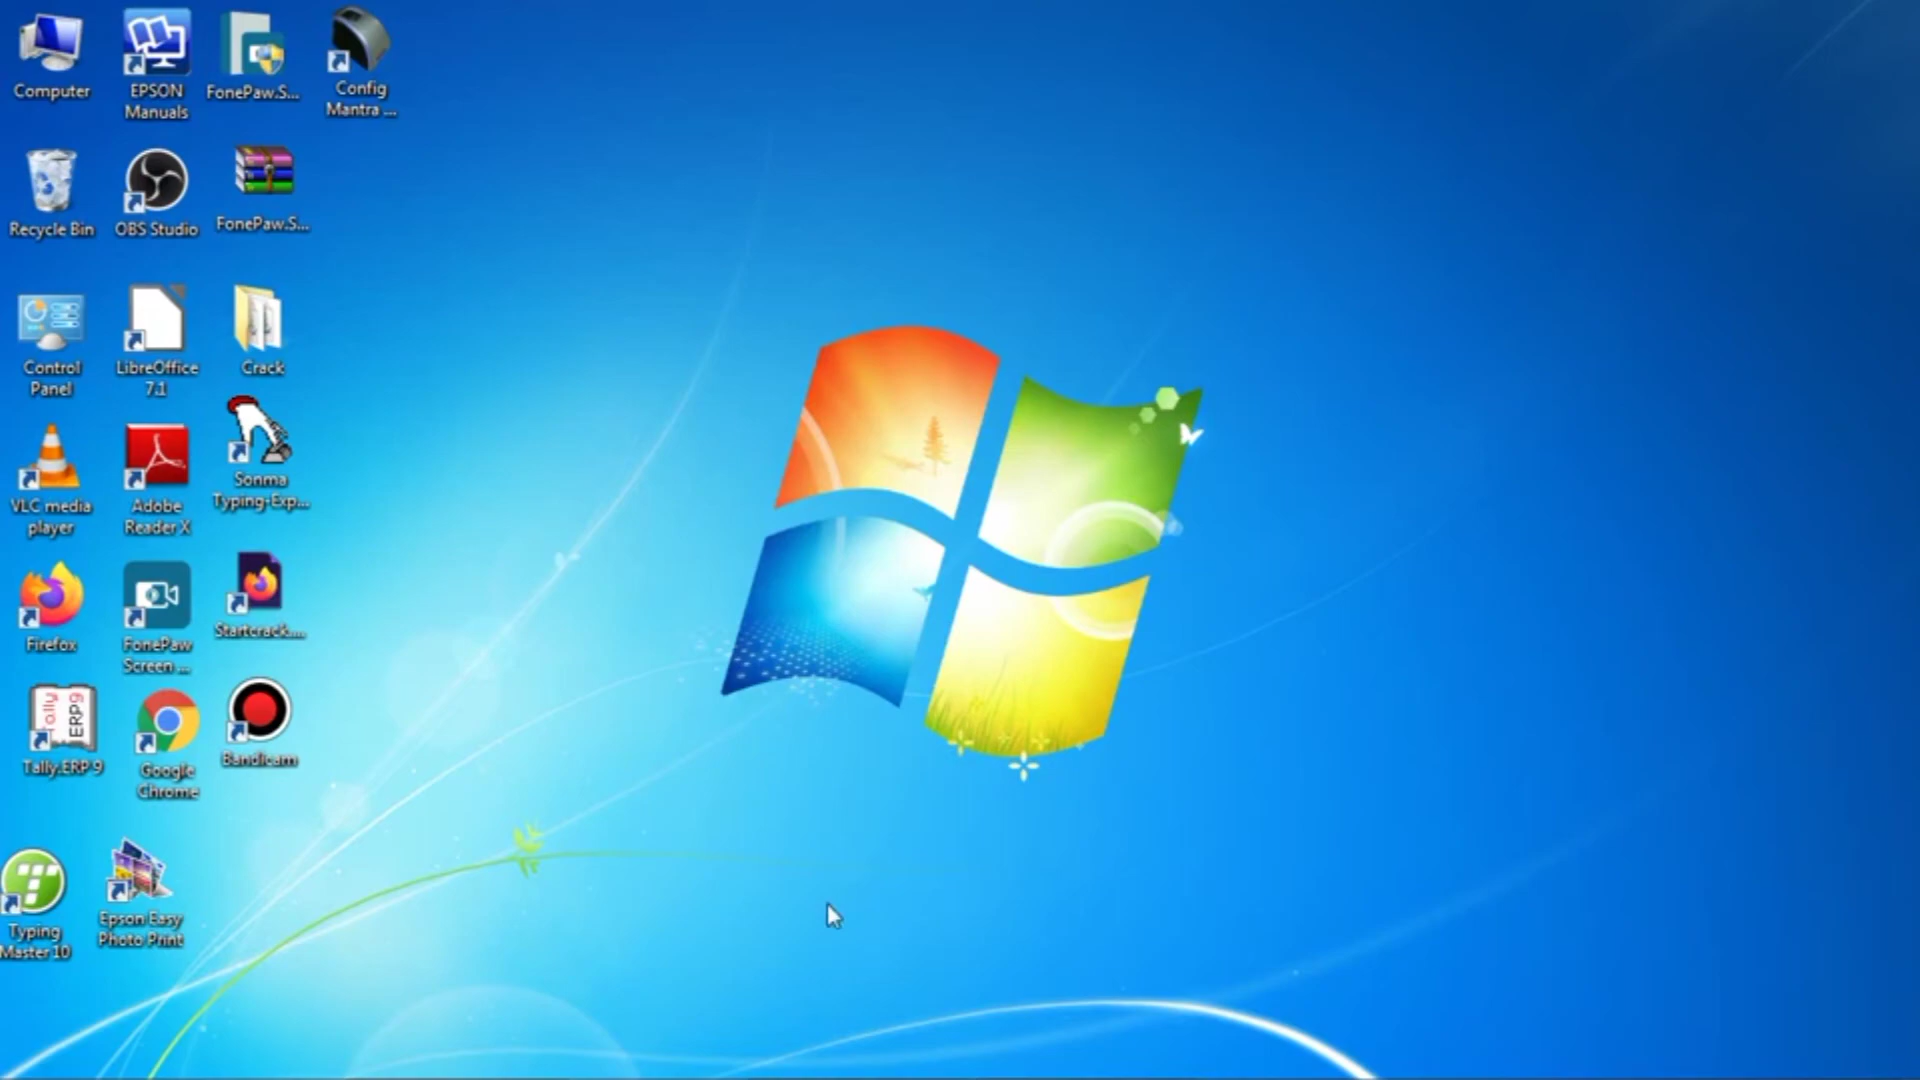 Computer
EPSON
Manuals
FonePaw.S...
Config
Mantra ...
Recycle Bin
OBS Studio
FonePaw.S...
Control
Panel
LibreOffice
7.1
Crack
VLC media
player
Adobe
Reader X
Sonma
Typing-Exp...
Firefox
FonePaw
Screen ...
Startcrack....
Tally
ERP9
Tally.ERP 9
Google
Chrome
Bandicam
Typing
Master 10
Epson Easy
Photo Print